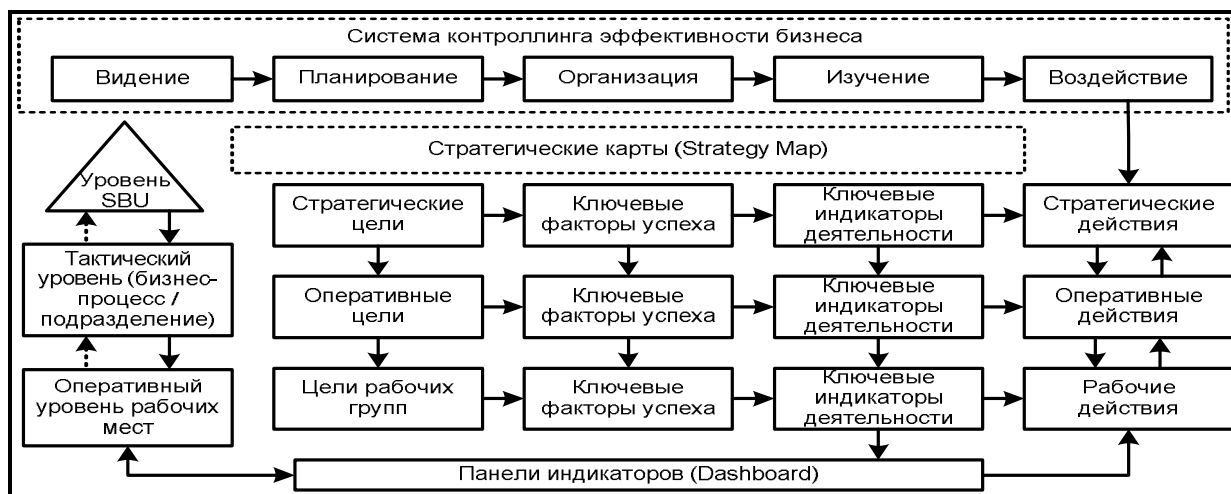 Система контроллинга эффективности бизнеса
Видение
Планирование
Организация
Изучение
Воздействие
Стратегические карты (Strategy Map)
Уровень
SBU
Стратегические
цели
Ключевые
факторы успеха
Ключевые
индикаторы
деятельности
Стратегические
действия
Тактический
уровень (бизнес-
процесс /
подразделение)
Оперативные
цели
Ключевые
факторы успеха
Ключевые
индикаторы
деятельности
Оперативные
действия
Оперативный
уровень рабочих
мест
Цели рабочих
групп
Ключевые
факторы успеха
Ключевые
индикаторы
деятельности
Рабочие
действия
Панели индикаторов (Dashboard)